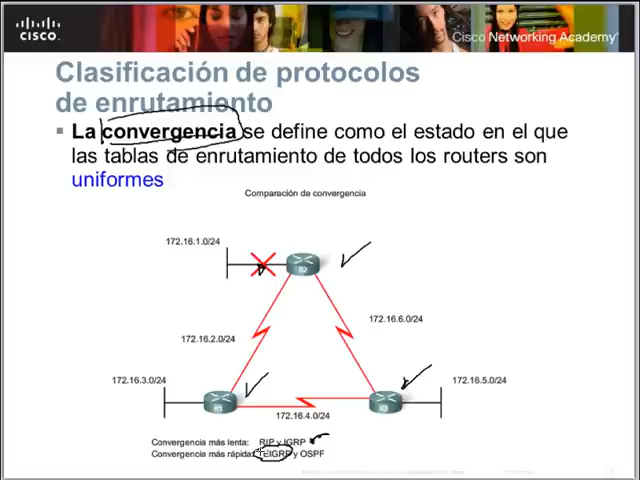 CISCO.
Cisco Networking Academy
Clasificación de protocolos
de enrutamiento
La convergencia se define como el estado en el que
las tablas de enrutamiento de todos los routers son
uniformes
Comparación de convergencia
172.16.1.0/24
R2
172.16.2.0/24
172.16.6.0/24
172.16.3.0/24
172.16.5.0/24
R1
R3
172.16.4.0/24
Convergencia más lenta: RIP y IGRP
Convergencia más rápida: EIGRP y OSPF